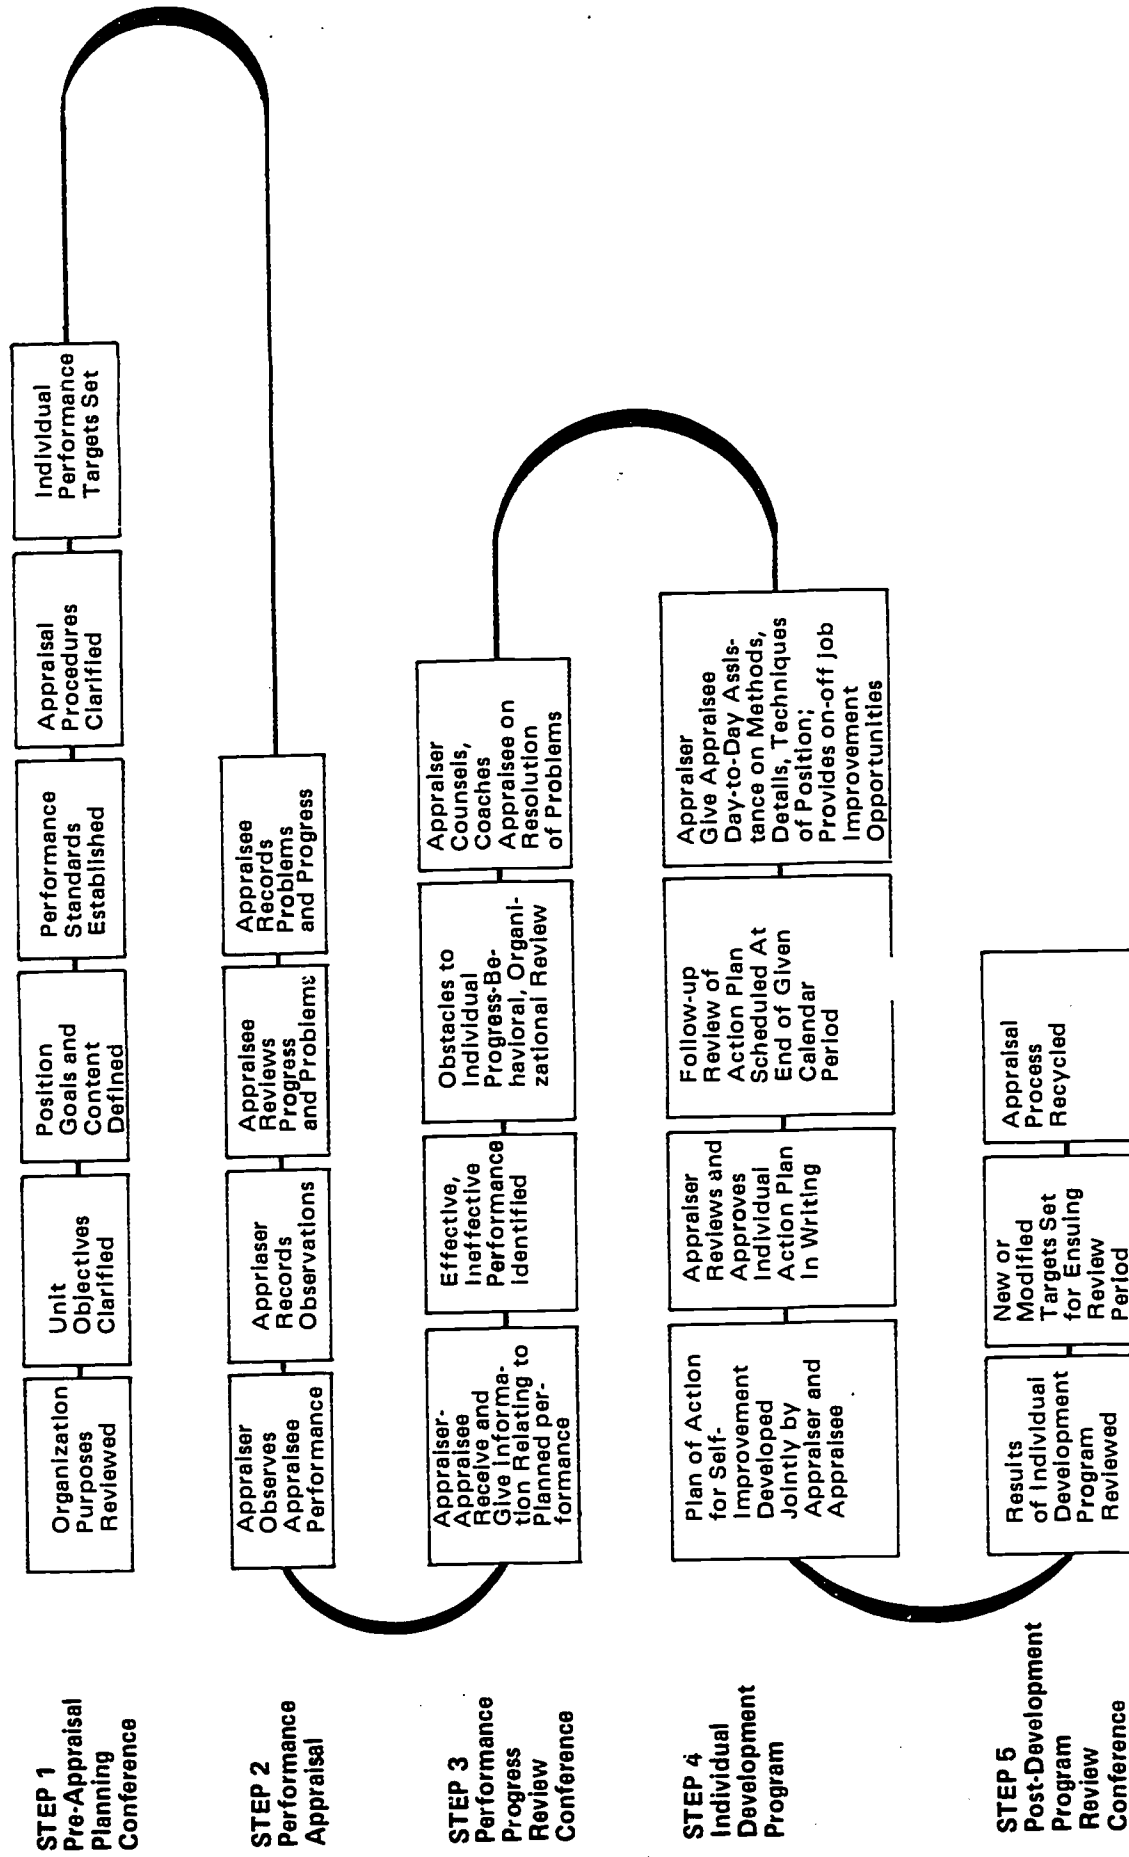 STEP 1
Pre-Appraisal
Planning
Conference
Organization
Purposes
Reviewed
Unit
Objectives
Clarified
Position
Goals and
Content
Defined
Performance
Standards
Established
Appraisal
Procedures
Clarified
Individual
Performance
Targets Set
STEP 2
Performance
Appraisal
Appraiser
Observes
Appraisee
Performance
Appriaser
Records
Observations
Appraisee
Reviews
Progress
and Problems
Appraisee
Records
Problems
and Progress
STEP 3
Performance
Progress
Review
Conference
Appraiser-
Appraisee
Receive and
Give Informa-
tion Relating to
Planned per-
formance
Effective,
Ineffective
Performance
Identified
Obstacles to
Individual
Progress-Be-
havioral, Organi-
zational Review
Appraiser
Counsels,
Coaches
Appraisee on
Resolution
of Problems
STEP 4
Individual
Development
Program
Plan of Action
for Self-
Improvement
Developed
Jointly by
Appraiser and
Appraisee
Appraiser
Reviews and
Approves
Individual
Action Plan
In Writing
Follow-up
Review of
Action Plan
Scheduled At
End of Given
Calendar
Period
Appraiser
Give Appraisee
Day-to-Day Assis-
tance on Methods,
Details, Techniques
of Position;
Provides on-off job
Improvement
Opportunities
STEP 5
Post-Development
Program
Review
Conference
Results
of Individual
Development
Program
Reviewed
New or
Modified
Targets Set
for Ensuing
Review
Period
Appraisal
Process
Recycled